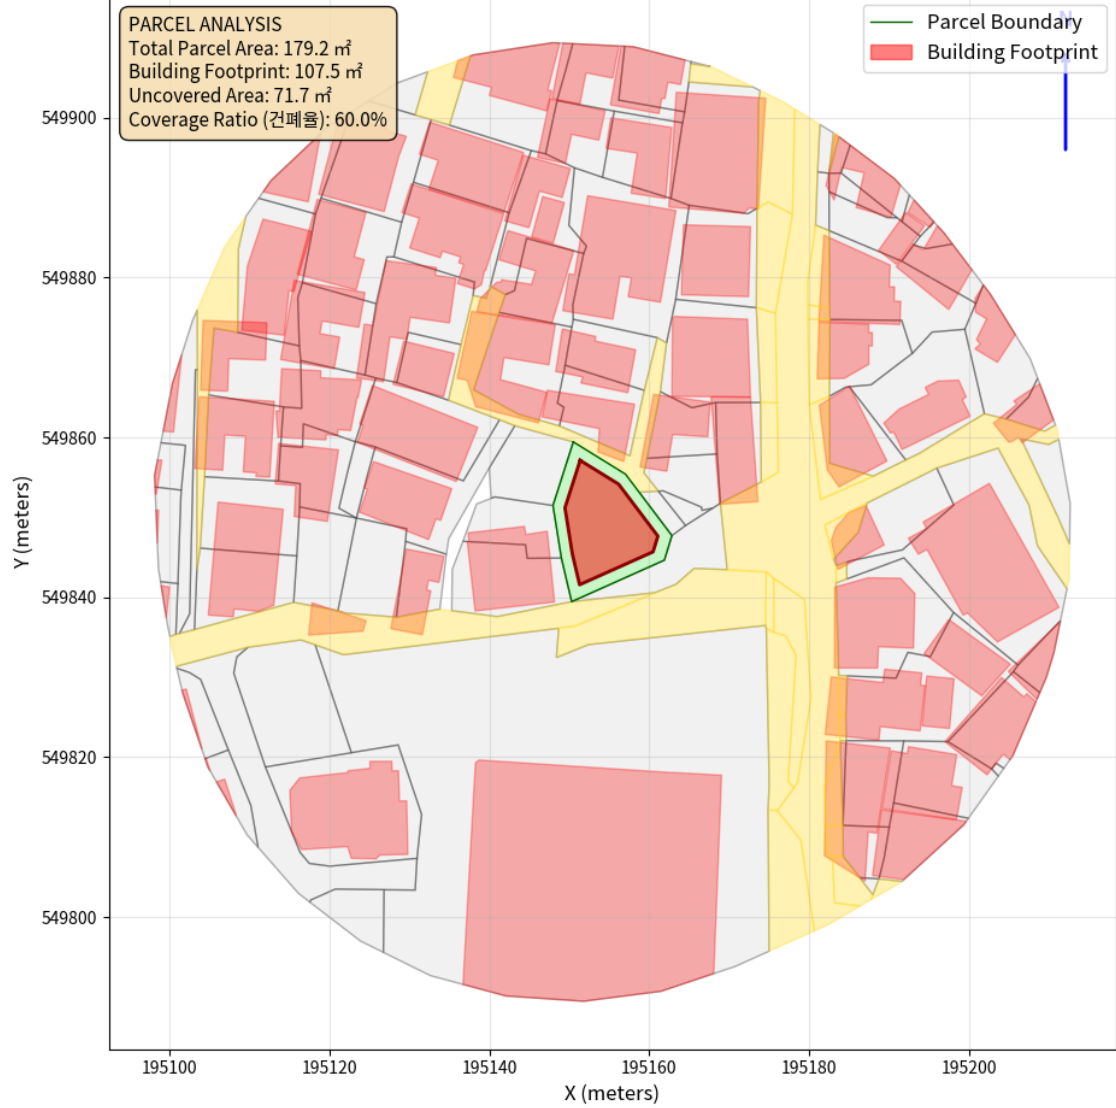 PARCEL ANALYSIS
Total Parcel Area: 179.2 ㎡
Building Footprint: 107.5 ㎡
Uncovered Area: 71.7 ㎡
Coverage Ratio (건폐율): 60.0%
Parcel Boundary
Building Footprint
N
549900
549880
549860
549840
549820
549800
Y (meters)
195100
195120
195140
195160
195180
195200
X (meters)